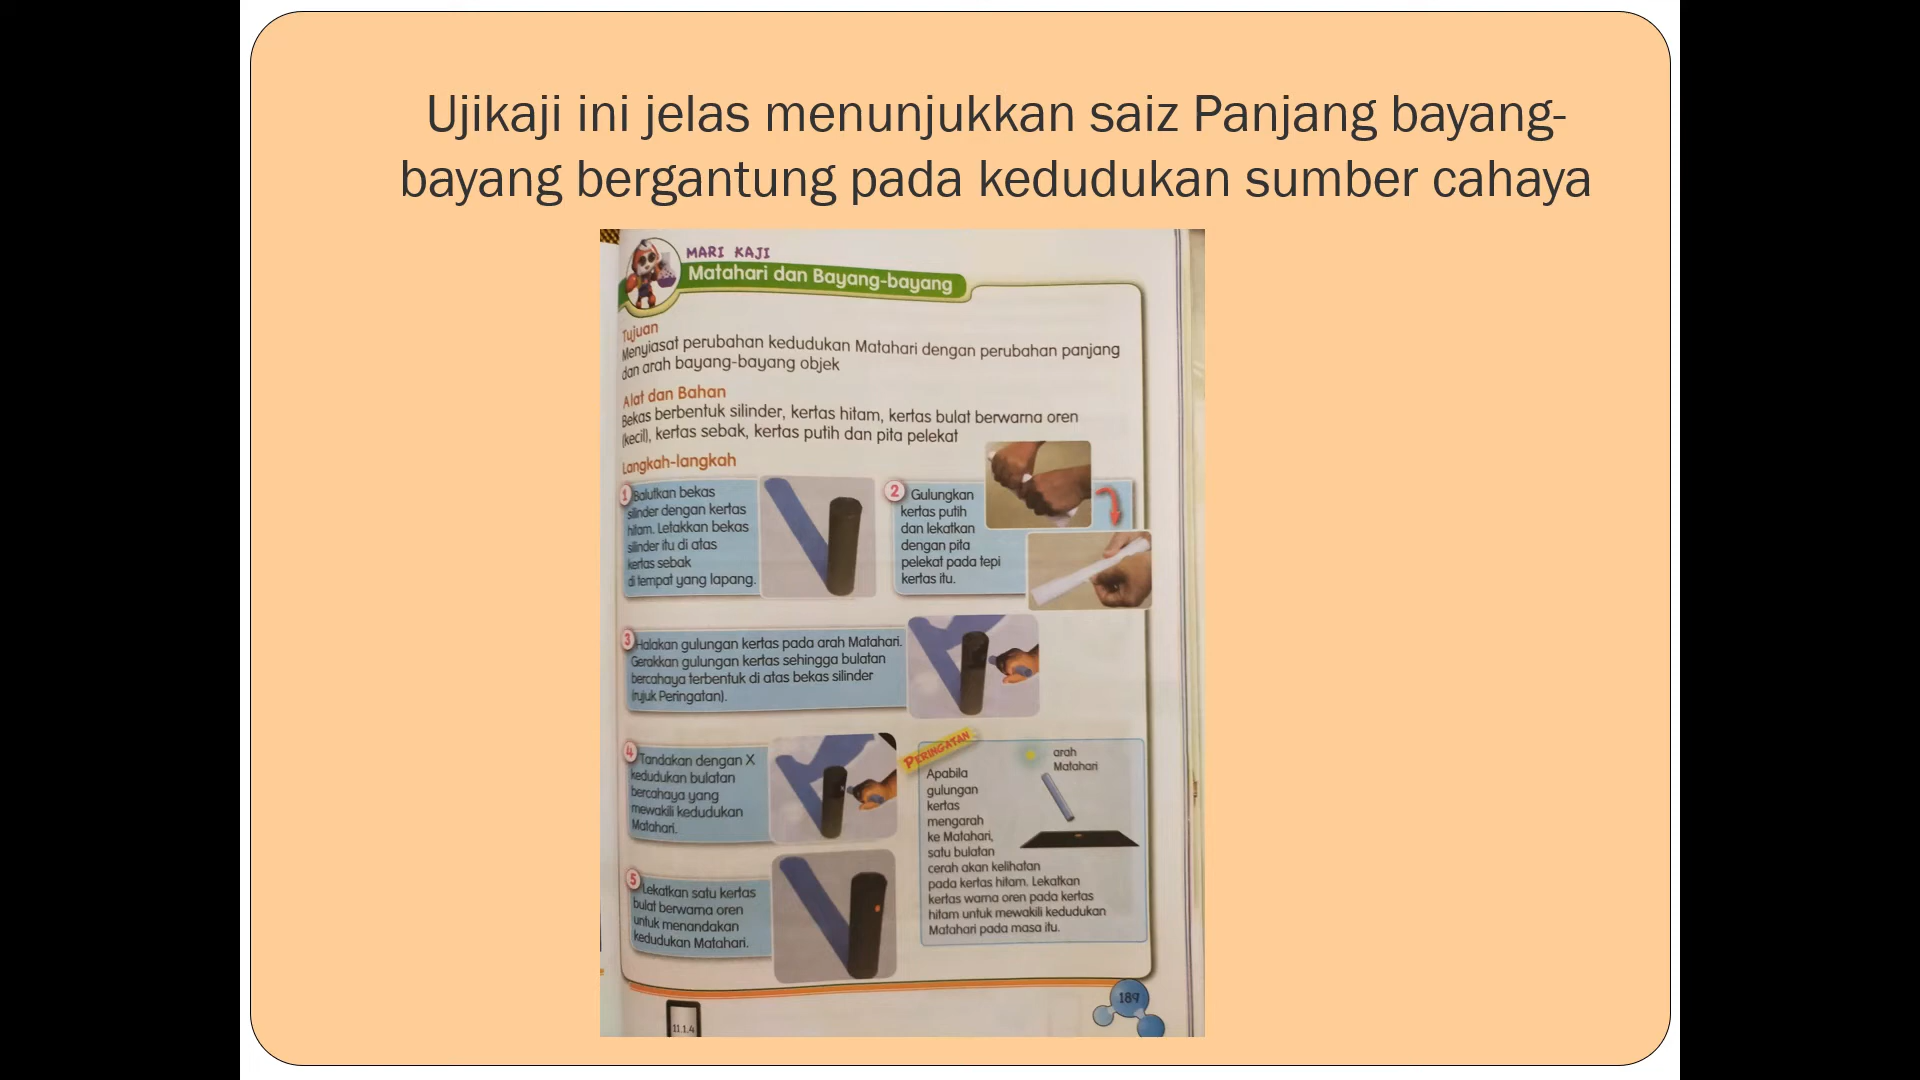 Ujikaji ini jelas menunjukkan saiz Panjang bayang-
bayang bergantung pada kedudukan sumber cahaya
MARI KAJI
Matahari dan Bayang-bayang
Tujuan
Menyiasat perubahan kedudukan Matahari dengan perubahan panjang
dan arah bayang-bayang objek
Alat dan Bahan
Bekas berbentuk silinder, kertas hitam, kertas bulat berwarna oren
(kecil), kertas sebak, kertas putih dan pita pelekat
Langkah-langkah
1 Balutkan bekas
silinder dengan kertas
hitam. Letakkan bekas
silinder itu di atas
kertas sebak
di tempat yang lapang.
2 Gulungkan
kertas putih
dan lekatkan
dengan pita
pelekat pada tepi
kertas itu.
3 Halakan gulungan kertas pada arah Matahari.
Gerakkan gulungan kertas sehingga bulatan
bercahaya terbentuk di atas bekas silinder
(rujuk Peringatan).
4 Tandakan dengan X
kedudukan bulatan
bercahaya yang
mewakili kedudukan
Matahari.
5 Lekatkan satu kertas
bulat berwarna oren
untuk menandakan
kedudukan Matahari.
PERINGATAN
arah
Matahari
Apabila
gulungan
kertas
mengarah
ke Matahari,
satu bulatan
cerah akan kelihatan
pada kertas hitam. Lekatkan
kertas warna oren pada kertas
hitam untuk mewakili kedudukan
Matahari pada masa itu.
189
11.1.4